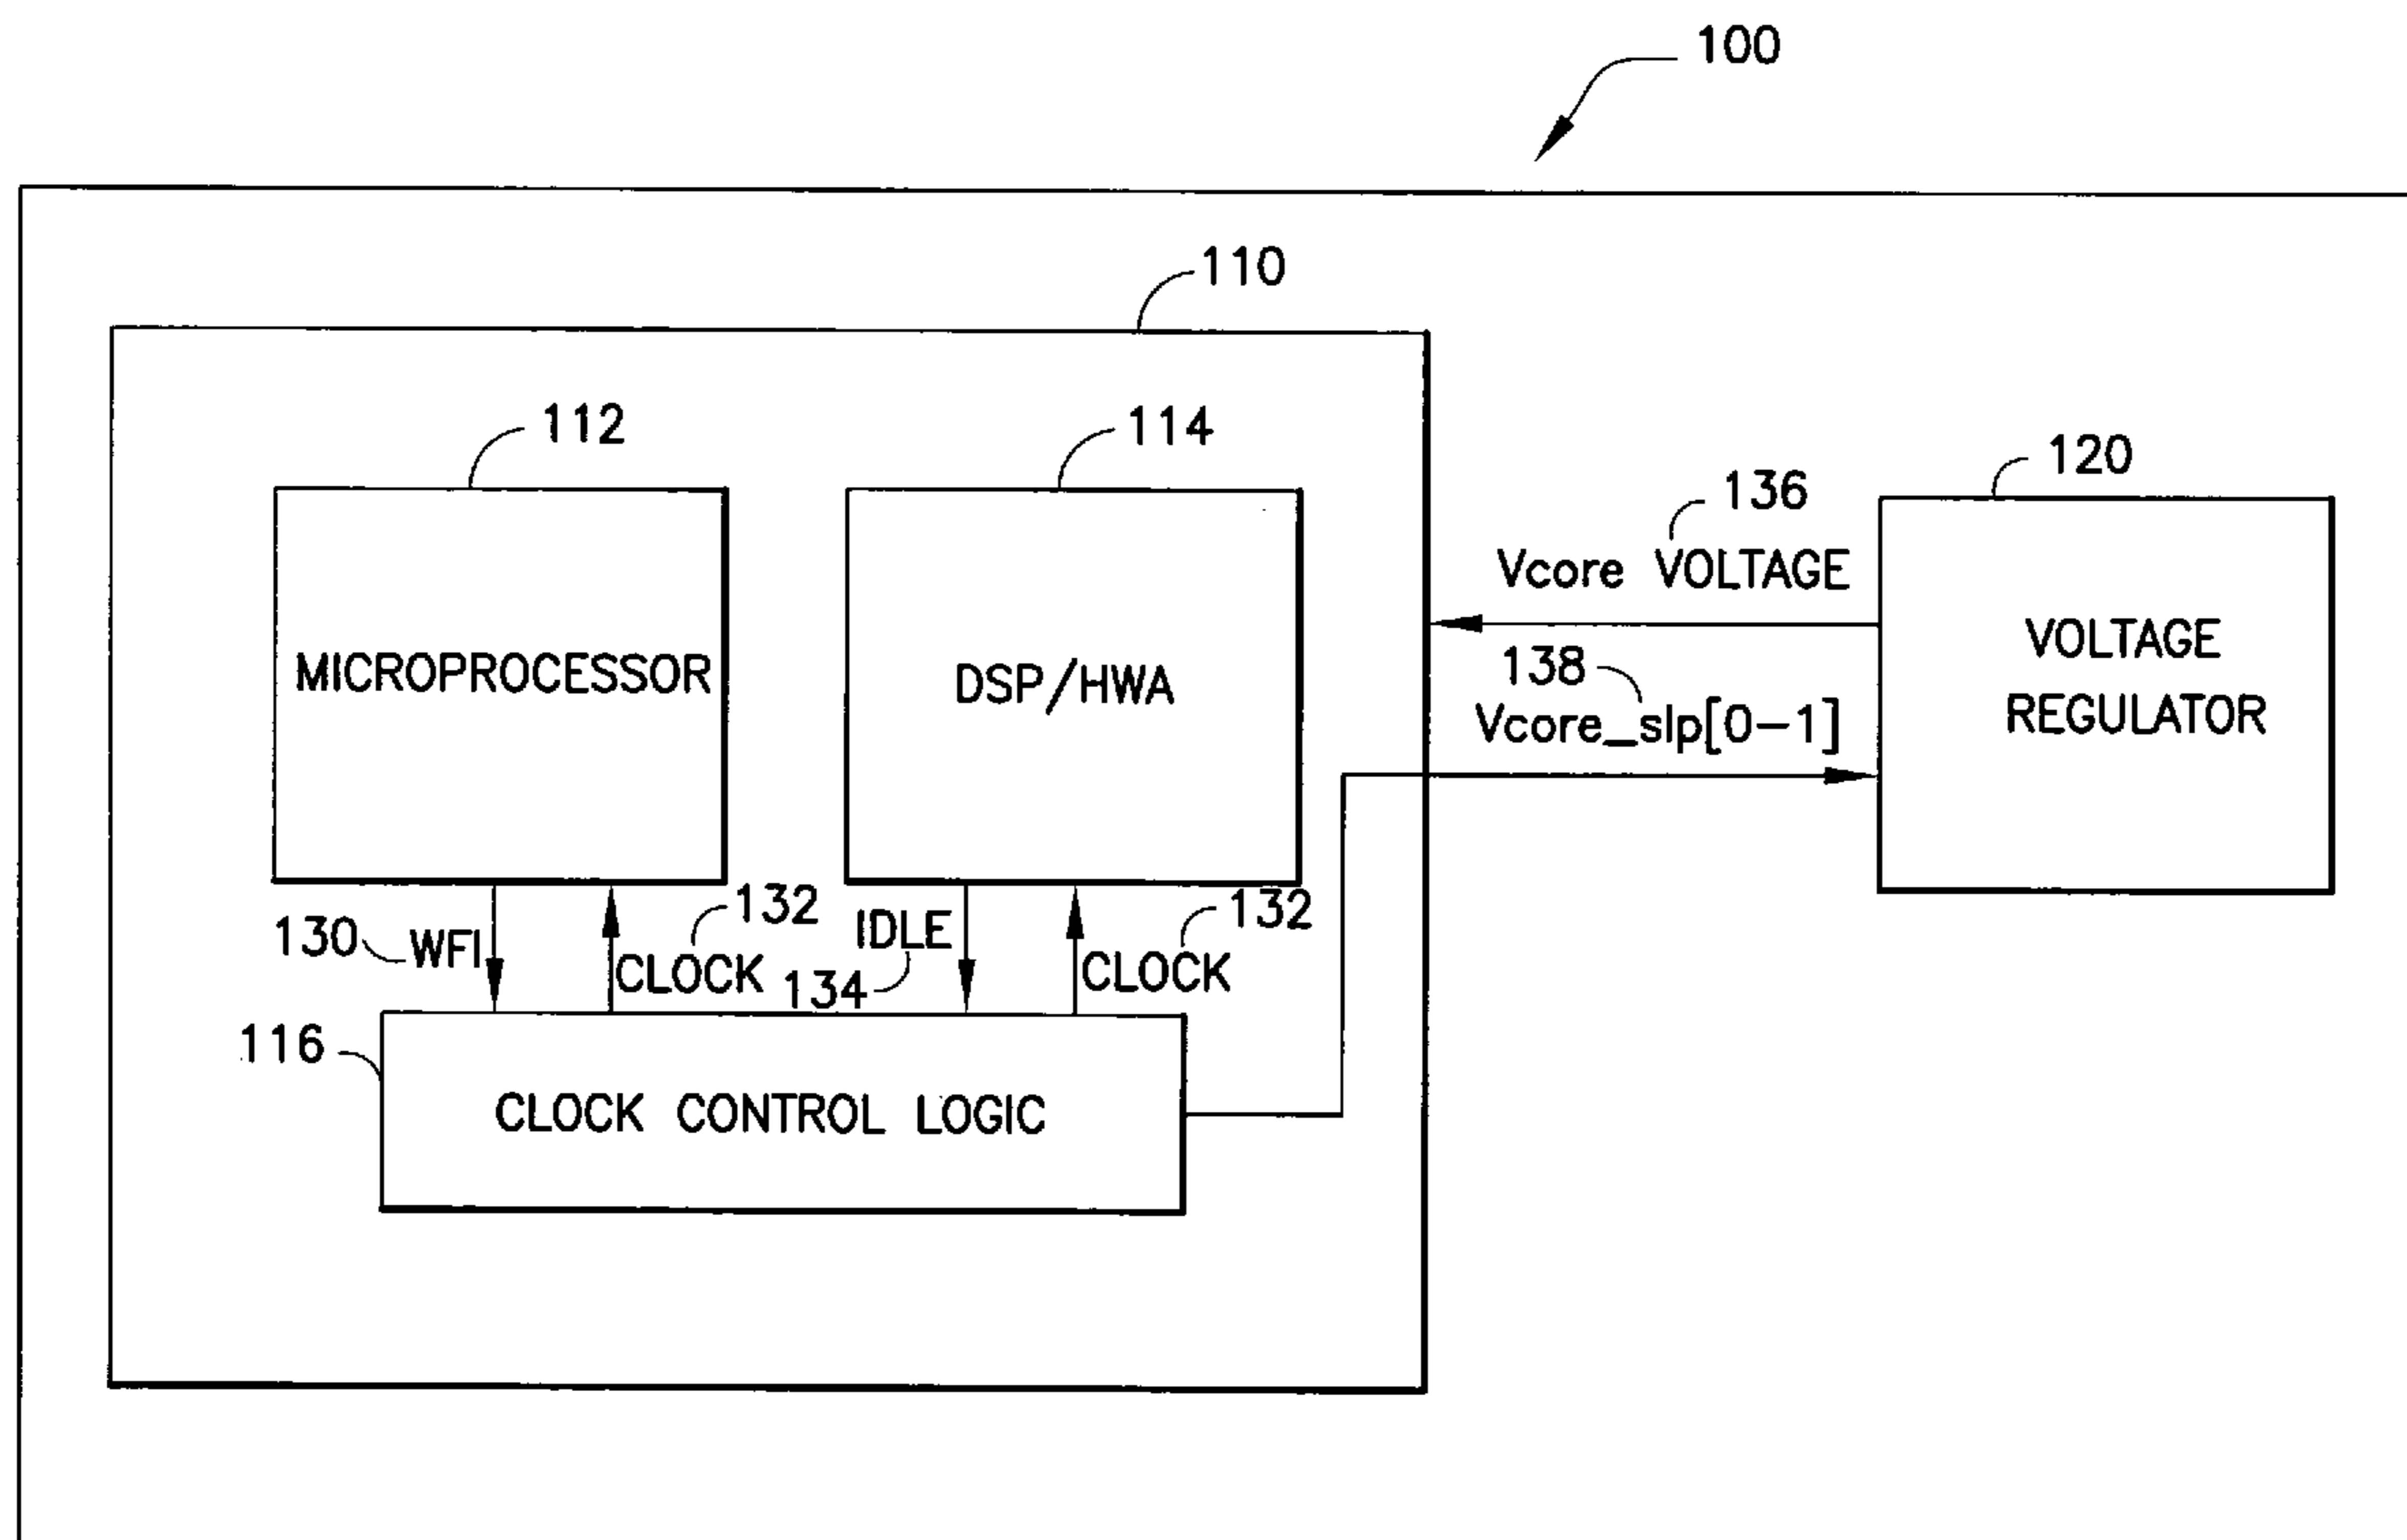 100
110
112
114
120
136
Vcore VOLTAGE
138
Vcore_slp[0-1]
MICROPROCESSOR
DSP/HWA
VOLTAGE
REGULATOR
130
WFI
132
CLOCK
IDLE
134
132
CLOCK
116
CLOCK CONTROL LOGIC